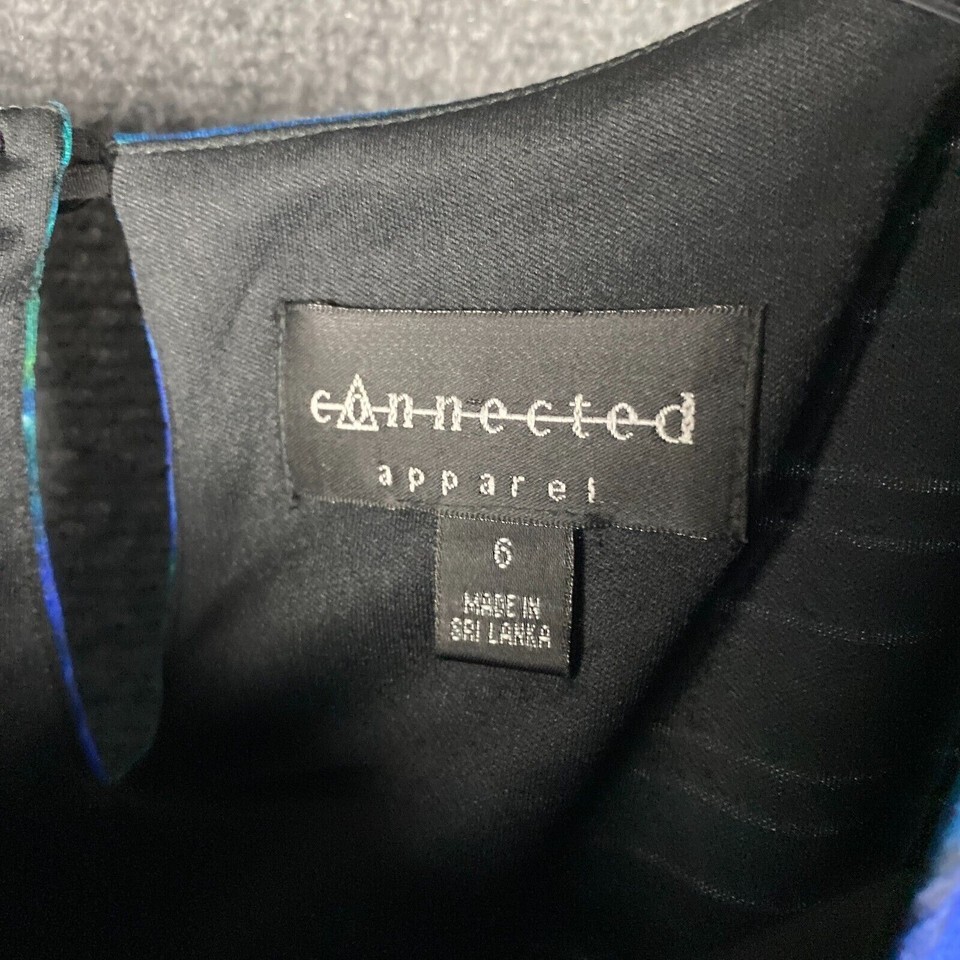 connected
apparel
6
MADE IN
SRI LANKA